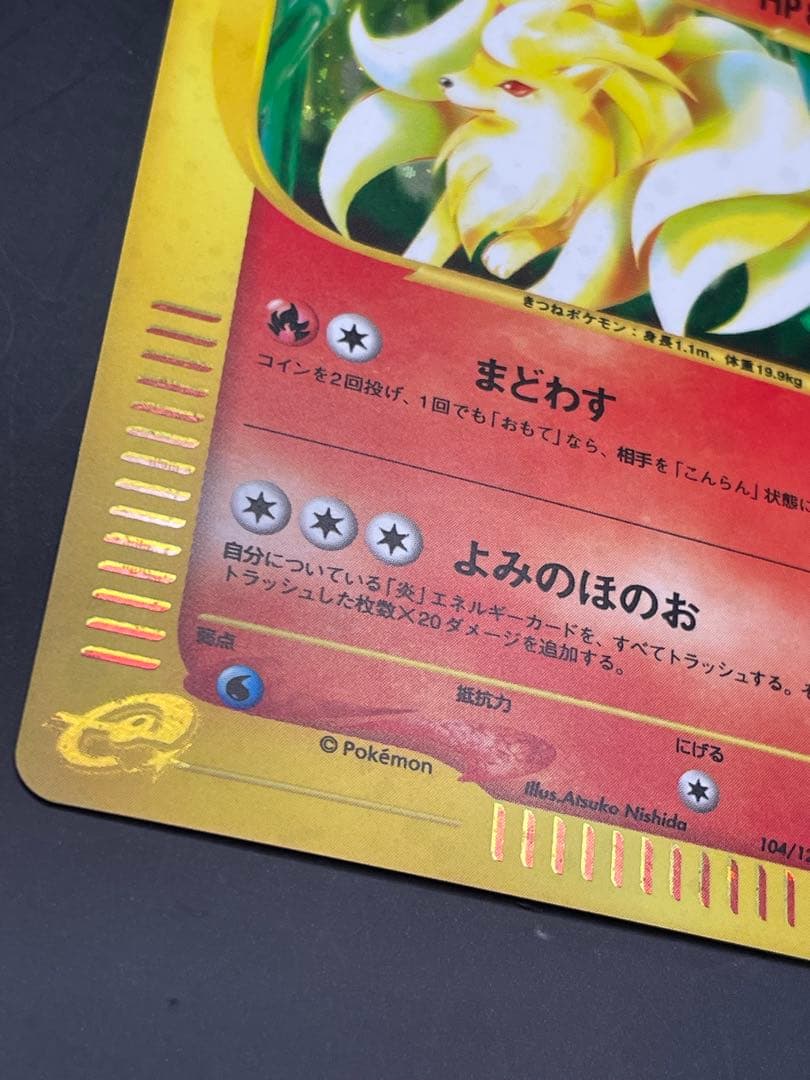 HP
きつねポケモン：身長1.1m、体重19.9kg
まどわす
コインを2回投げ、1回でも「おもて」なら、相手を「こんらん」状態に
よみのほのお
自分についている「炎」エネルギーカードを、すべてトラッシュする。そ
トラッシュした枚数×20ダメージを追加する。
弱点
抵抗力
にげる
© Pokémon
Illus.Atsuko Nishida
104/12